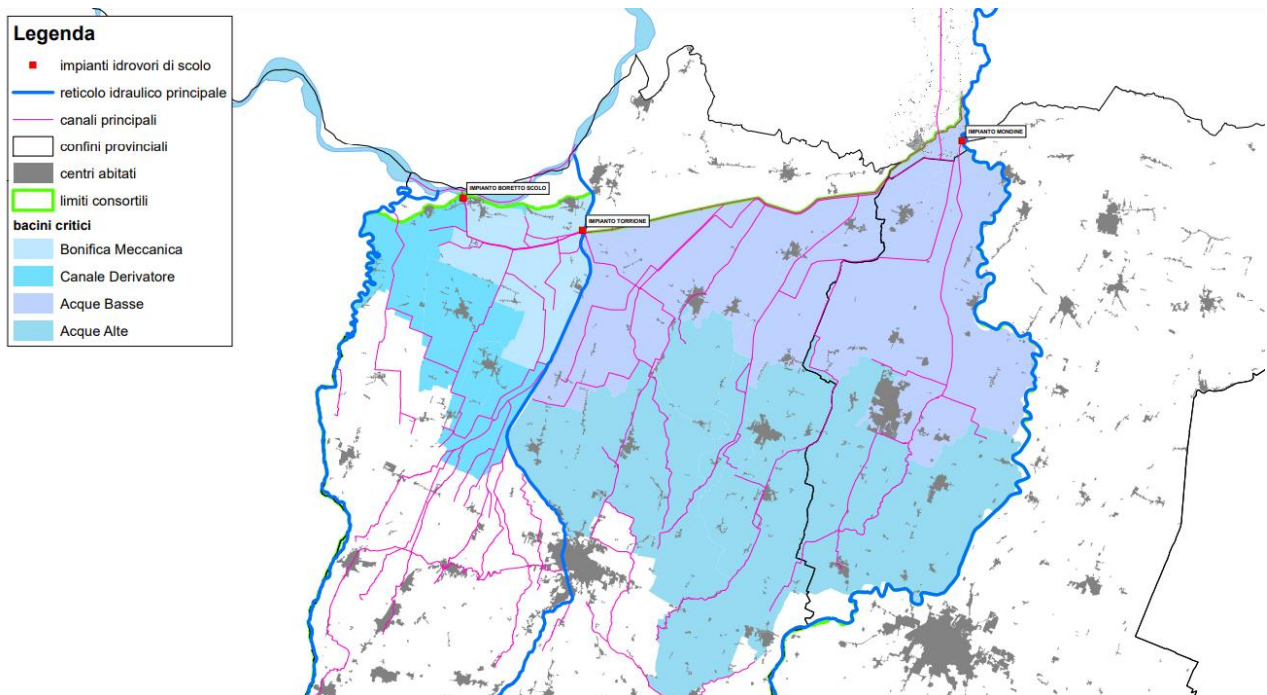 Legenda
impianti idrovori di scolo
reticolo idraulico principale
canali principali
confini provinciali
centri abitati
limiti consortili
bacini critici
Bonifica Meccanica
Canale Derivatore
Acque Basse
Acque Alte
IMPIANTO MONDINE
IMPIANTO BORETTO SCOLO
IMPIANTO TORRIONE